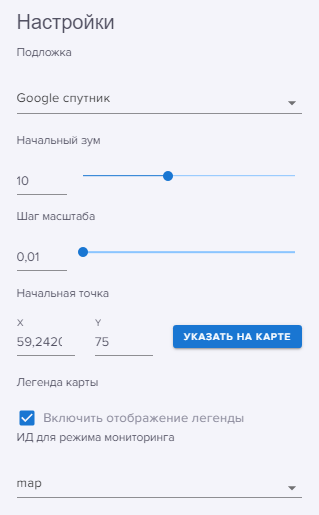 Настройки
Подложка
Google спутник
Начальный зум
10
Шаг масштаба
0,01
Начальная точка
X Y
59,2420 75
УКАЗАТЬ НА КАРТЕ
Легенда карты
Включить отображение легенды
ИД для режима мониторинга
map